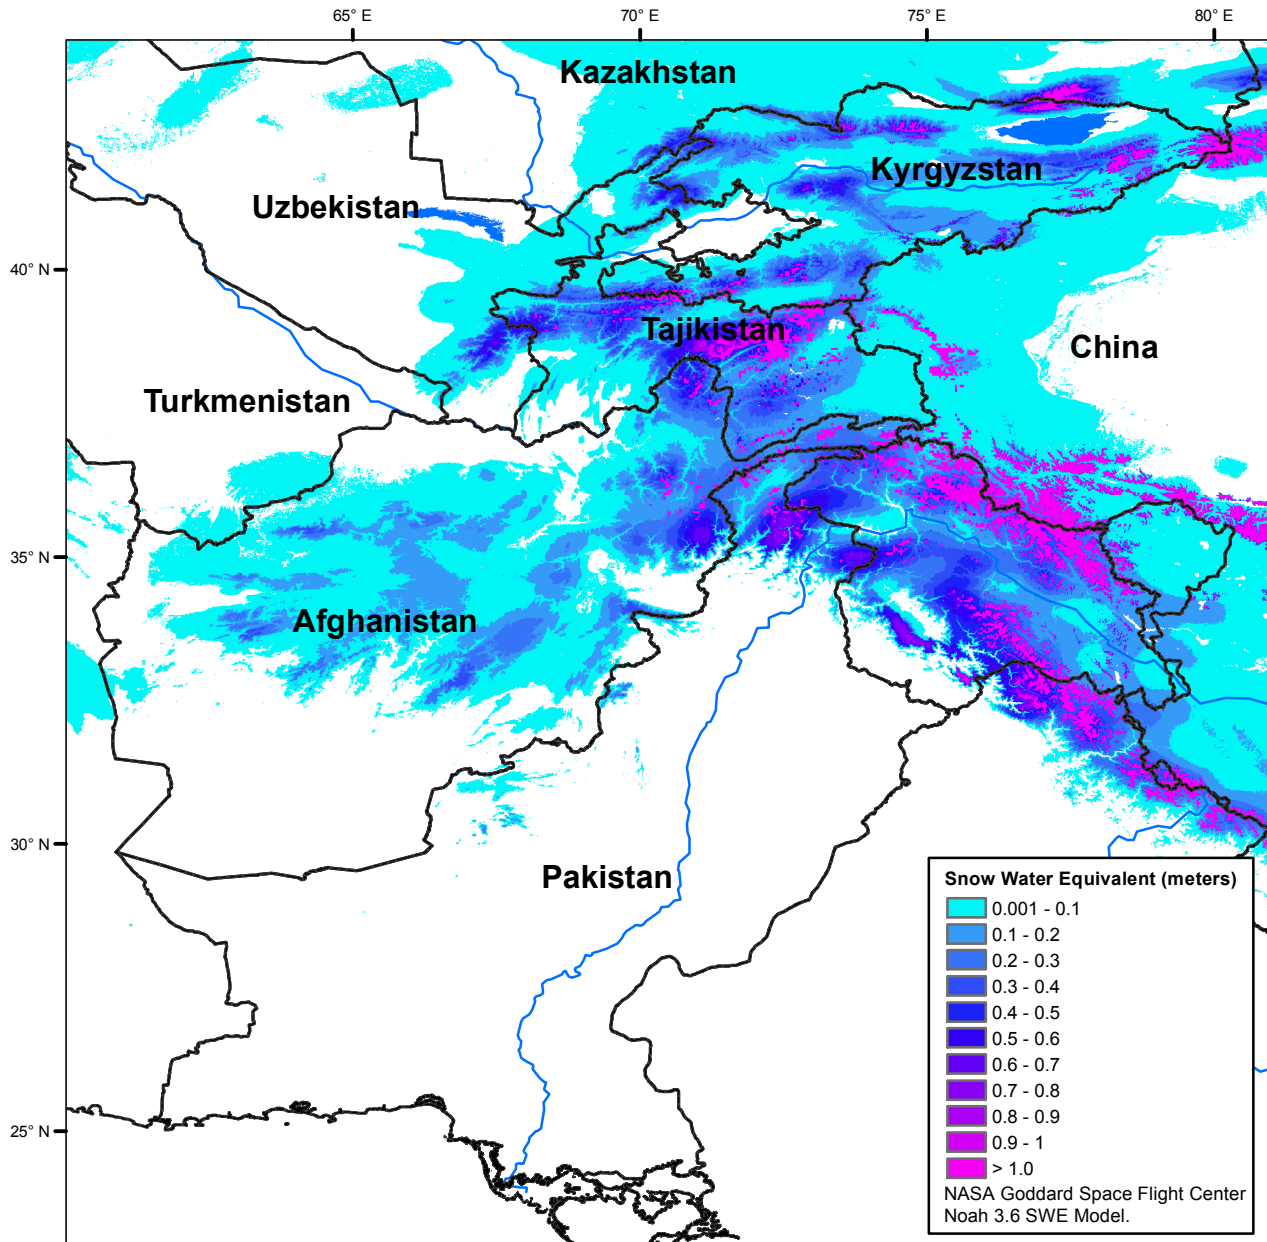 65° E 70° E 75° E 80° E
Kazakhstan
Kyrgyzstan
Uzbekistan
40° N
Tajikistan
China
Turkmenistan
35° N
Afghanistan
30° N
Pakistan
25° N
Snow Water Equivalent (meters)
0.001 - 0.1
0.1 - 0.2
0.2 - 0.3
0.3 - 0.4
0.4 - 0.5
0.5 - 0.6
0.6 - 0.7
0.7 - 0.8
0.8 - 0.9
0.9 - 1
> 1.0
NASA Goddard Space Flight Center
Noah 3.6 SWE Model.